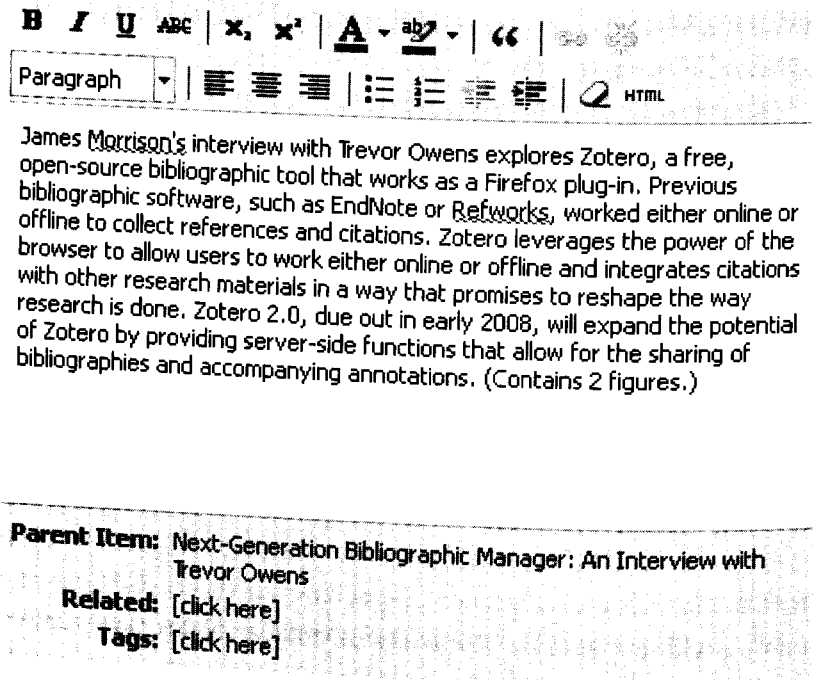 B I U ABC X₂ X² A ab “
Paragraph HTML
James Morrison's interview with Trevor Owens explores Zotero, a free,
open-source bibliographic tool that works as a Firefox plug-in. Previous
bibliographic software, such as EndNote or Refworks, worked either online or
offline to collect references and citations. Zotero leverages the power of the
browser to allow users to work either online or offline and integrates citations
with other research materials in a way that promises to reshape the way
research is done. Zotero 2.0, due out in early 2008, will expand the potential
of Zotero by providing server-side functions that allow for the sharing of
bibliographies and accompanying annotations. (Contains 2 figures.)
Parent Item: Next-Generation Bibliographic Manager: An Interview with
Trevor Owens
Related: [click here]
Tags: [click here]